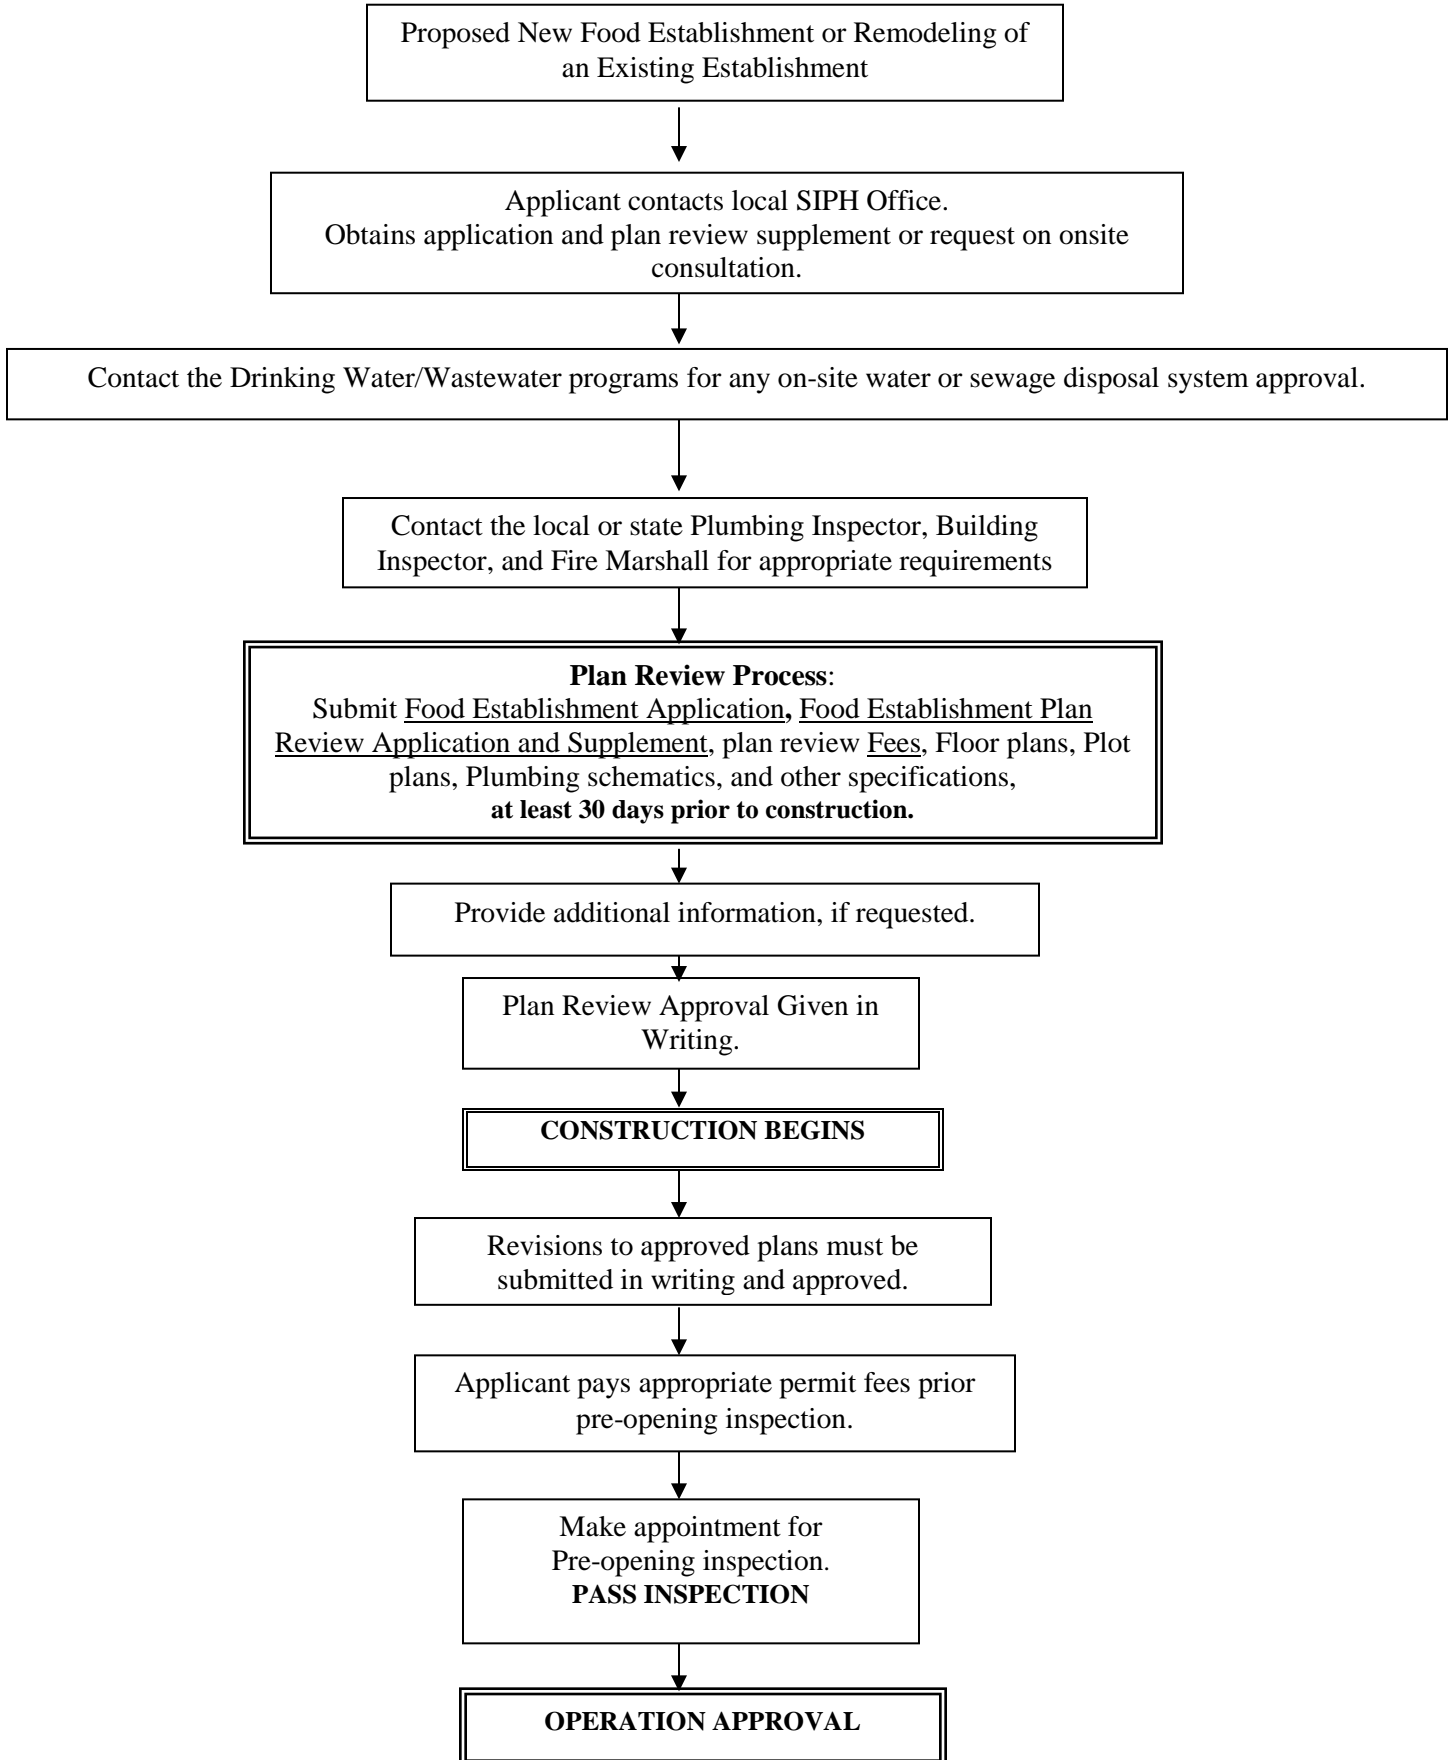 Proposed New Food Establishment or Remodeling of
an Existing Establishment
Applicant contacts local SIPH Office.
Obtains application and plan review supplement or request on onsite
consultation.
Contact the Drinking Water/Wastewater programs for any on-site water or sewage disposal system approval.
Contact the local or state Plumbing Inspector, Building
Inspector, and Fire Marshall for appropriate requirements
Plan Review Process:
Submit Food Establishment Application, Food Establishment Plan
Review Application and Supplement, plan review Fees, Floor plans, Plot
plans, Plumbing schematics, and other specifications,
at least 30 days prior to construction.
Provide additional information, if requested.
Plan Review Approval Given in
Writing.
CONSTRUCTION BEGINS
Revisions to approved plans must be
submitted in writing and approved.
Applicant pays appropriate permit fees prior
pre-opening inspection.
Make appointment for
Pre-opening inspection.
PASS INSPECTION
OPERATION APPROVAL